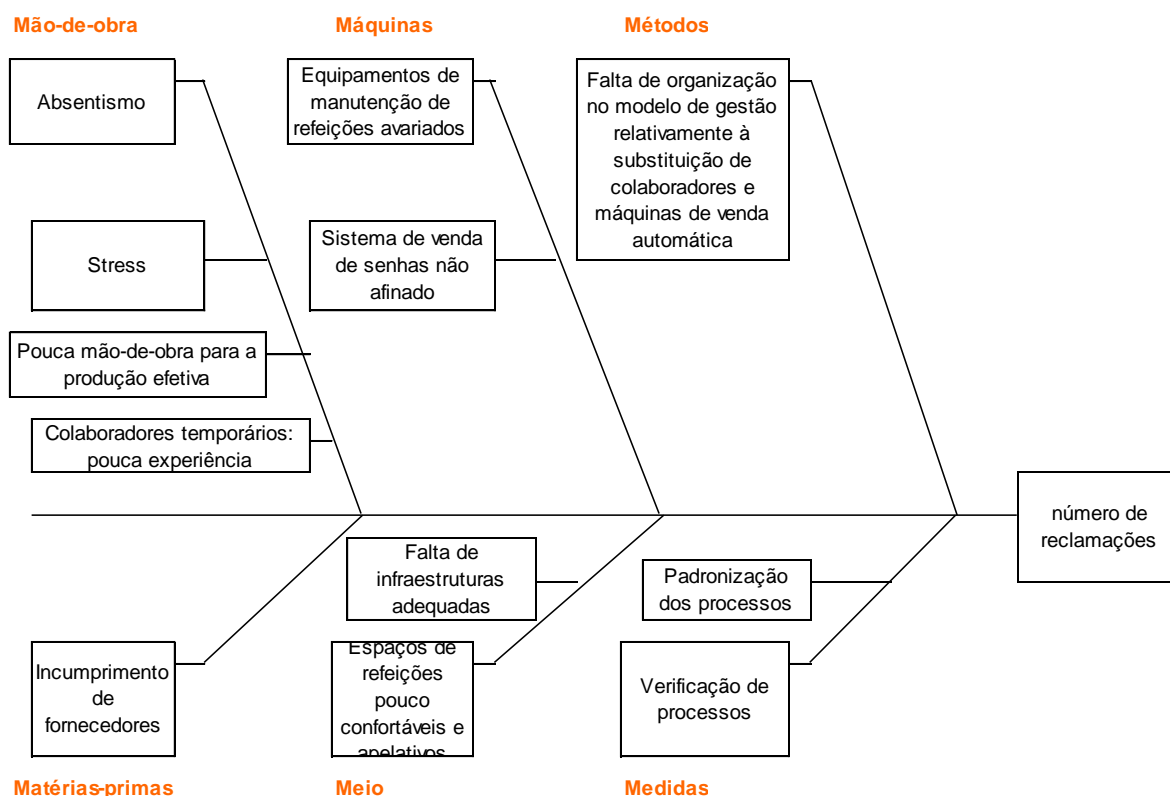 Mão-de-obra
Máquinas
Métodos
Absentismo
Equipamentos de
manutenção de
refeições avariados
Falta de organização
no modelo de gestão
relativamente à
substituição de
colaboradores e
máquinas de venda
automática
Stress
Sistema de venda
de senhas não
afinado
Pouca mão-de-obra para a
produção efetiva
Colaboradores temporários:
pouca experiência
número de
reclamações
Falta de
infraestruturas
adequadas
Padronização
dos processos
Incumprimento
de
fornecedores
Espaços de
refeições
pouco
confortáveis e
apelativos
Verificação de
processos
Matérias-primas
Meio
Medidas